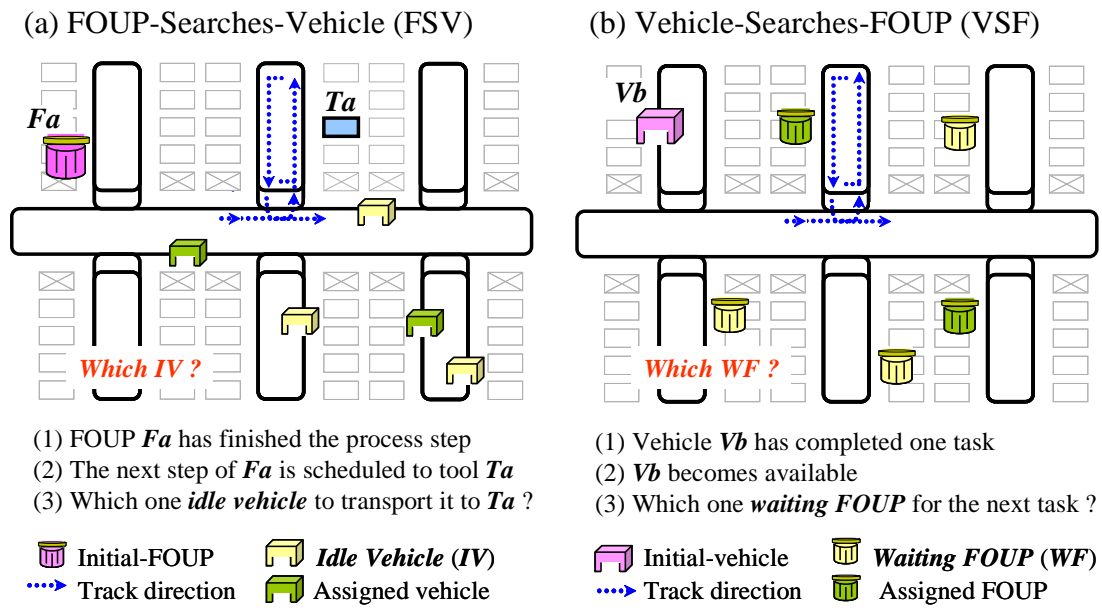 (a) FOUP-Searches-Vehicle (FSV)
Fa
Ta
Which IV ?
(1) FOUP Fa has finished the process step
(2) The next step of Fa is scheduled to tool Ta
(3) Which one idle vehicle to transport it to Ta ?
Initial-FOUP
Idle Vehicle (IV)
Track direction
Assigned vehicle
(b) Vehicle-Searches-FOUP (VSF)
Vb
Which WF ?
(1) Vehicle Vb has completed one task
(2) Vb becomes available
(3) Which one waiting FOUP for the next task ?
Initial-vehicle
Waiting FOUP (WF)
Track direction
Assigned FOUP